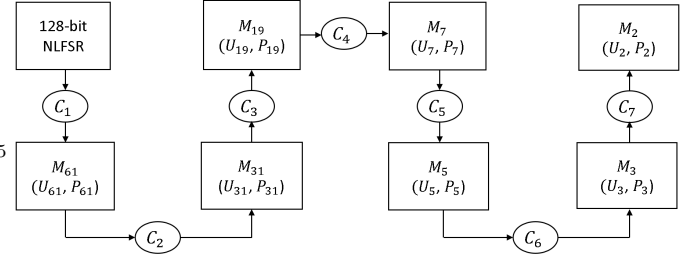 128-bit
NLFSR
C₁
M₆₁
(U₆₁, P₆₁)
C₂
M₃₁
(U₃₁, P₃₁)
C₃
M₁₉
(U₁₉, P₁₉)
C₄
M₇
(U₇, P₇)
C₅
M₅
(U₅, P₅)
C₆
M₃
(U₃, P₃)
C₇
M₂
(U₂, P₂)
5